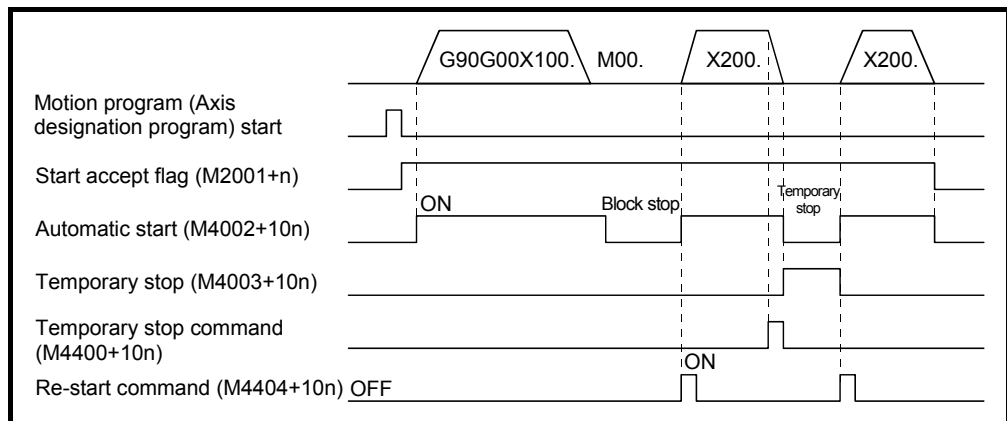 G90G00X100. M00. X200. X200.
Motion program (Axis
designation program) start
Start accept flag (M2001+n)
ON
Block stop
Temporary
stop
Automatic start (M4002+10n)
Temporary stop (M4003+10n)
Temporary stop command
(M4400+10n)
ON
Re-start command (M4404+10n) OFF